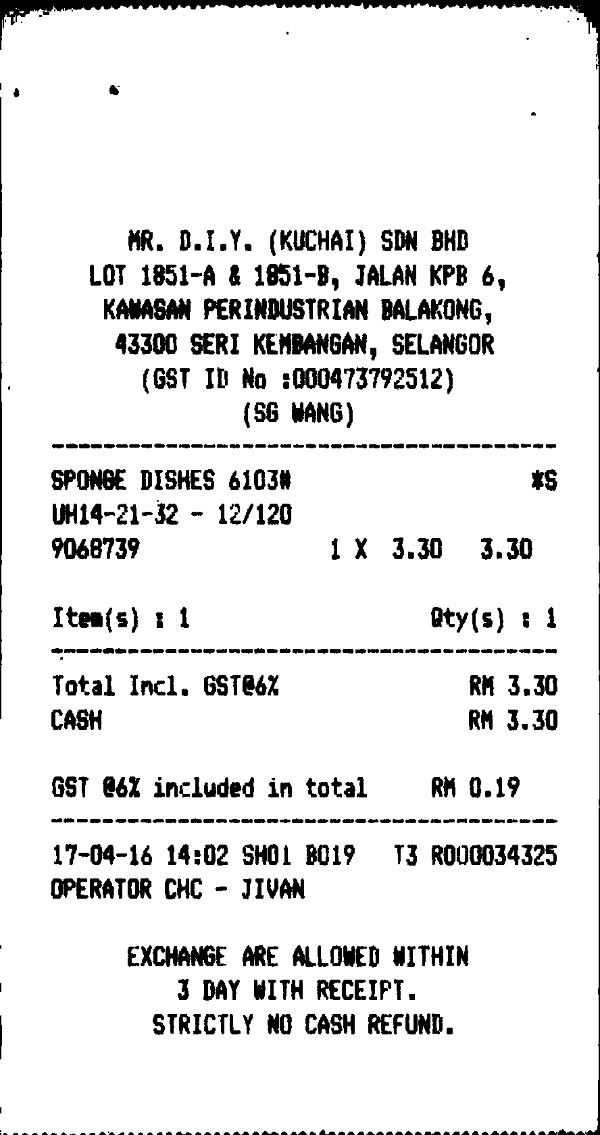 MR. D.I.Y. (KUCHAI) SDN BHD
LOT 1851-A & 1851-B, JALAN KPB 6,
KAWASAN PERINDUSTRIAN BALAKONG,
43300 SERI KEMBANGAN, SELANGOR
(GST ID No :000473792512)
(SG WANG)
SPONGE DISHES 6103# *S
UH14-21-32 - 12/120
9068739 1 X 3.30 3.30
Item(s) : 1 Qty(s) : 1
Total Incl. GST@6% RM 3.30
CASH RM 3.30
GST @6% included in total RM 0.19
17-04-16 14:02 SH01 B019 T3 R000034325
OPERATOR CHC - JIVAN
EXCHANGE ARE ALLOWED WITHIN
3 DAY WITH RECEIPT.
STRICTLY NO CASH REFUND.